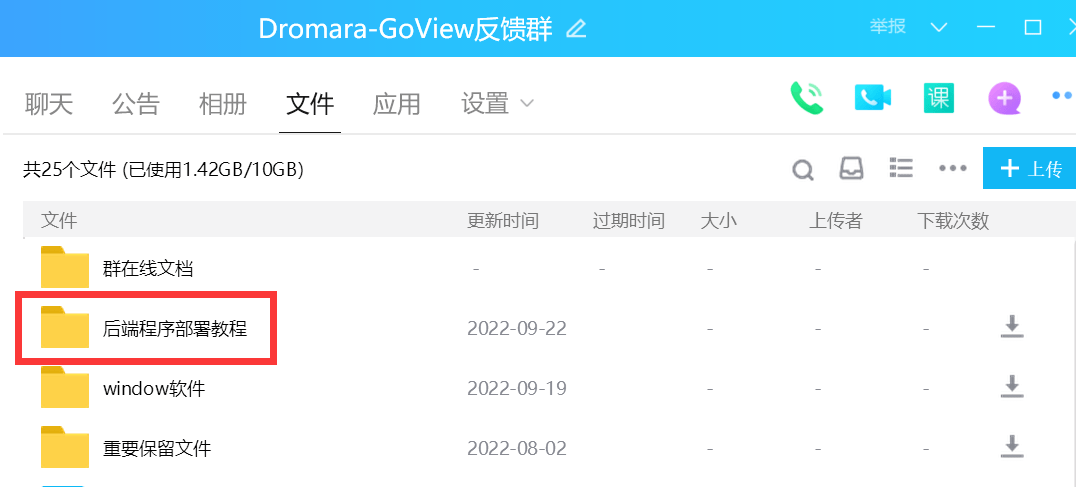 Dromara-GoView反馈群 举报
聊天 公告 相册 文件 应用 设置 课
共25个文件 (已使用1.42GB/10GB) 上传
文件 更新时间 过期时间 大小 上传者 下载次数
群在线文档 - - - - -
后端程序部署教程 2022-09-22 - - -
window软件 2022-09-19 - - -
重要保留文件 2022-08-02 - - -